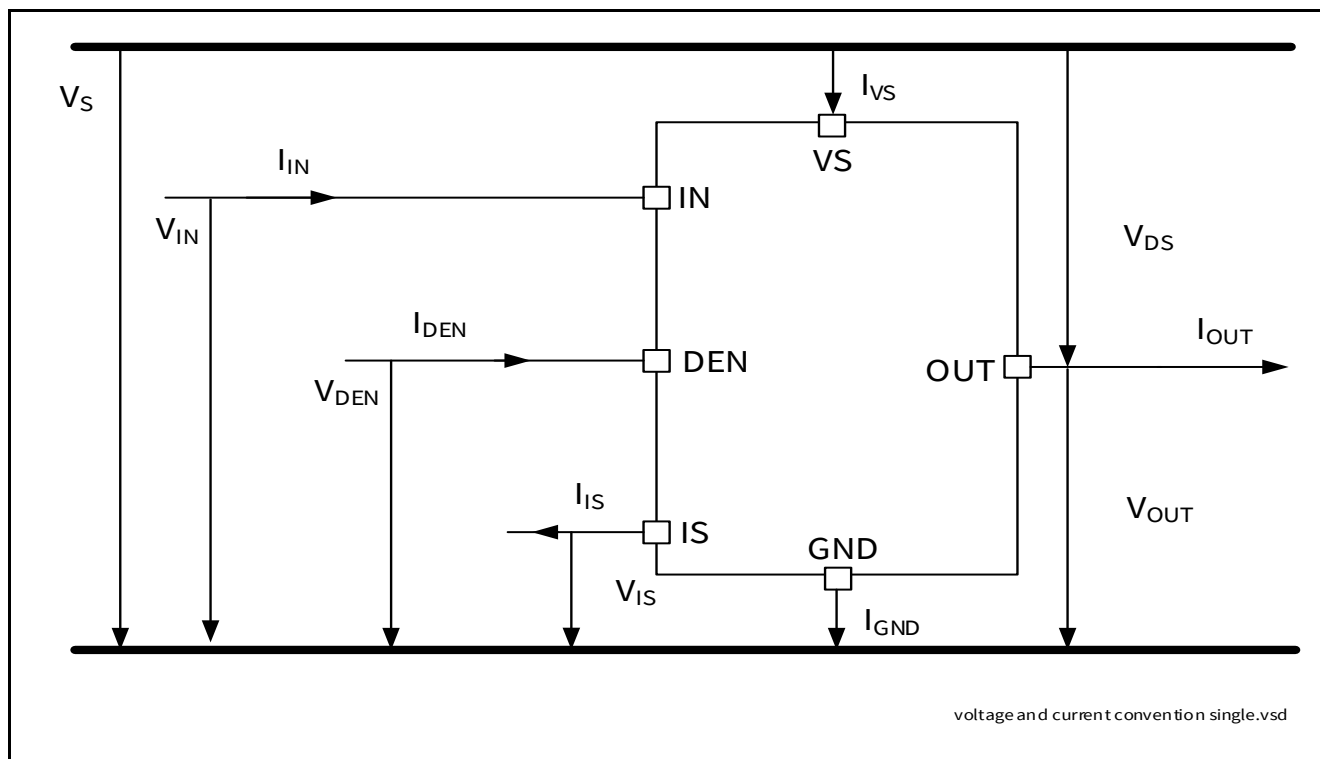 V_S
I_VS
VS
I_IN
IN
V_IN
V_DS
I_DEN
DEN
V_DEN
I_OUT
OUT
I_IS
IS
V_IS
V_OUT
GND
I_GND
voltage and current convention single.vsd